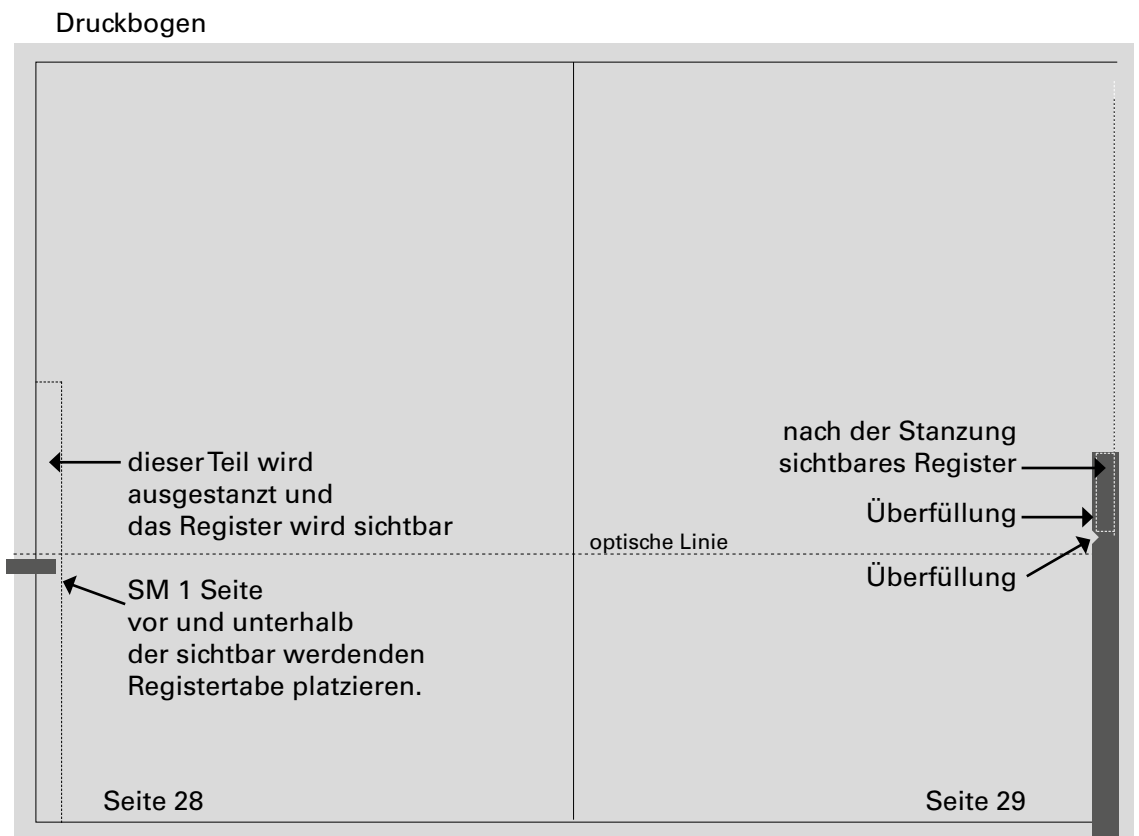 Druckbogen
dieser Teil wird
ausgestanzt und
das Register wird sichtbar
nach der Stanzung
sichtbares Register
Überfüllung
optische Linie
Überfüllung
SM 1 Seite
vor und unterhalb
der sichtbar werdenden
Registertabe platzieren.
Seite 28
Seite 29